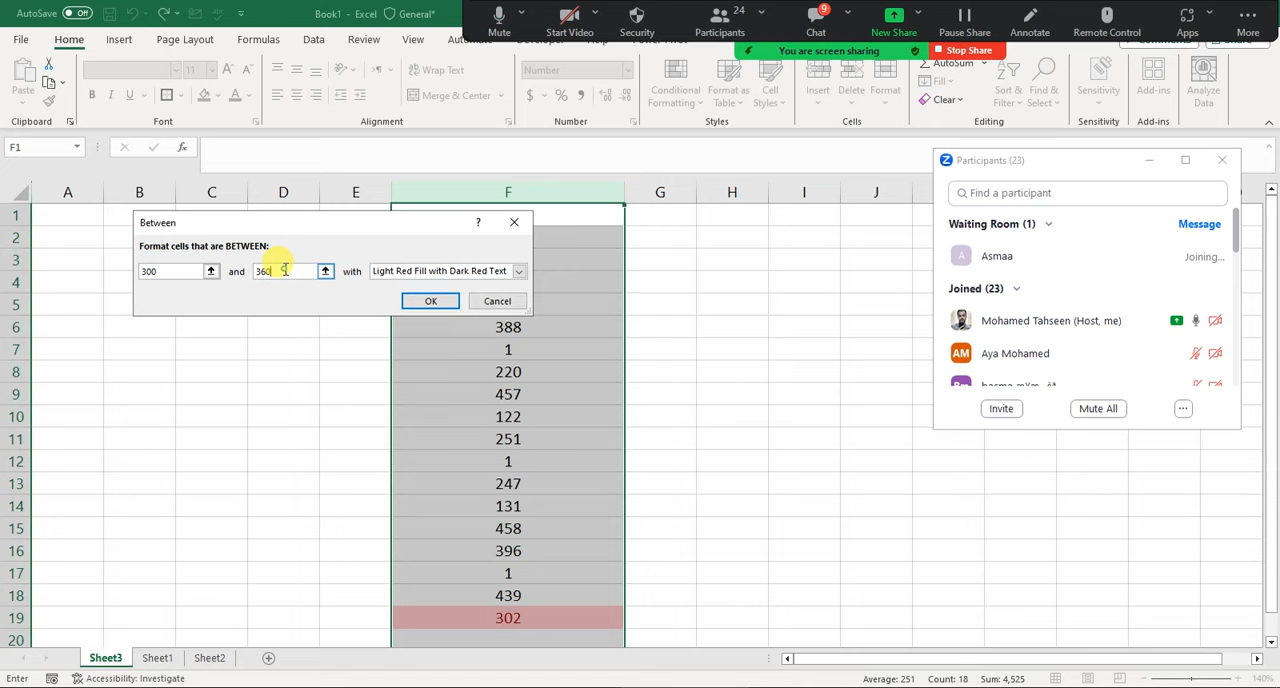 AutoSave Off
Book1 - Excel
General*
Mute
Start Video
Security
24
Participants
9
Chat
New Share
Pause Share
Annotate
Remote Control
Apps
More
You are screen sharing
Stop Share
File
Home
Insert
Page Layout
Formulas
Data
Review
View
Paste
11
Wrap Text
Merge & Center
Number
Conditional Formatting
Format as Table
Cell Styles
Insert
Delete
Format
AutoSum
Fill
Clear
Sort & Filter
Find & Select
Sensitivity
Add-ins
Analyze Data
Clipboard
Font
Alignment
Number
Styles
Cells
Editing
Sensitivity
Add-ins
F1
A B C D E F G H I J
1
2
3
4
5
6 388
7 1
8 220
9 457
10 122
11 251
12 1
13 247
14 131
15 458
16 396
17 1
18 439
19 302
20
Between
Format cells that are BETWEEN:
300 and 360 with Light Red Fill with Dark Red Text
OK Cancel
Participants (23)
Find a participant
Waiting Room (1)
Message
A Asmaa Joining...
Joined (23)
Mohamed Tahseen (Host, me)
AM Aya Mohamed
Invite
Mute All
Sheet3 Sheet1 Sheet2
Enter
Accessibility: Investigate
Average: 251 Count: 18 Sum: 4,525
140%